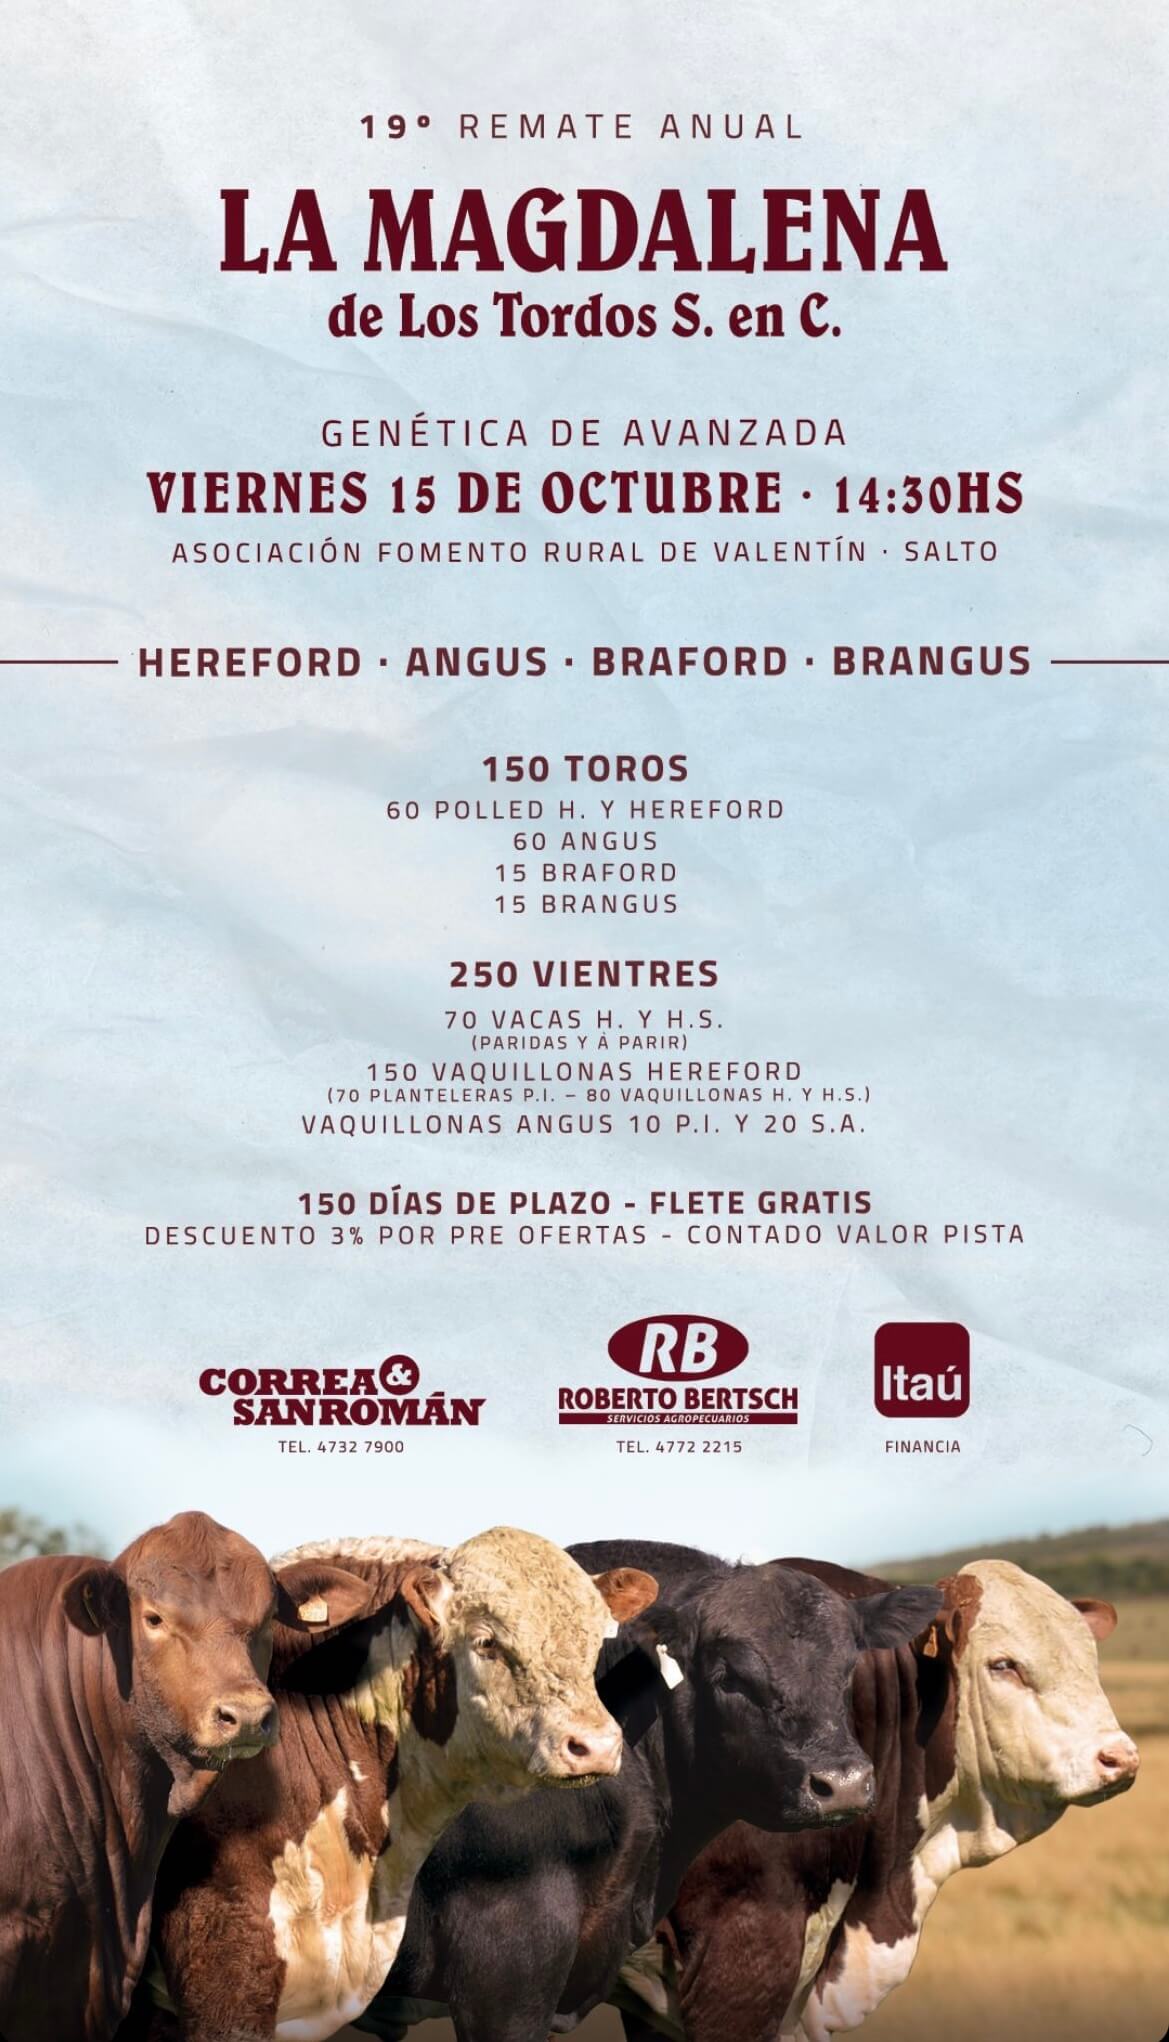 19º REMATE ANUAL
LA MAGDALENA
de Los Tordos S. en C.
GENÉTICA DE AVANZADA
VIERNES 15 DE OCTUBRE · 14:30HS
ASOCIACIÓN FOMENTO RURAL DE VALENTÍN · SALTO
HEREFORD · ANGUS · BRAFORD · BRANGUS
150 TOROS
60 POLLED H. Y HEREFORD
60 ANGUS
15 BRAFORD
15 BRANGUS
250 VIENTRES
70 VACAS H. Y H.S.
(PARIDAS Y À PARIR)
150 VAQUILLONAS HEREFORD
(70 PLANTELERAS P.I. – 80 VAQUILLONAS H. Y H.S.)
VAQUILLONAS ANGUS 10 P.I. Y 20 S.A.
150 DÍAS DE PLAZO - FLETE GRATIS
DESCUENTO 3% POR PRE OFERTAS - CONTADO VALOR PISTA
CORREA &
SANROMÁN
TEL. 4732 7900
RB
ROBERTO BERTSCH
SERVICIOS AGROPECUARIOS
TEL. 4772 2215
Itaú
FINANCIA